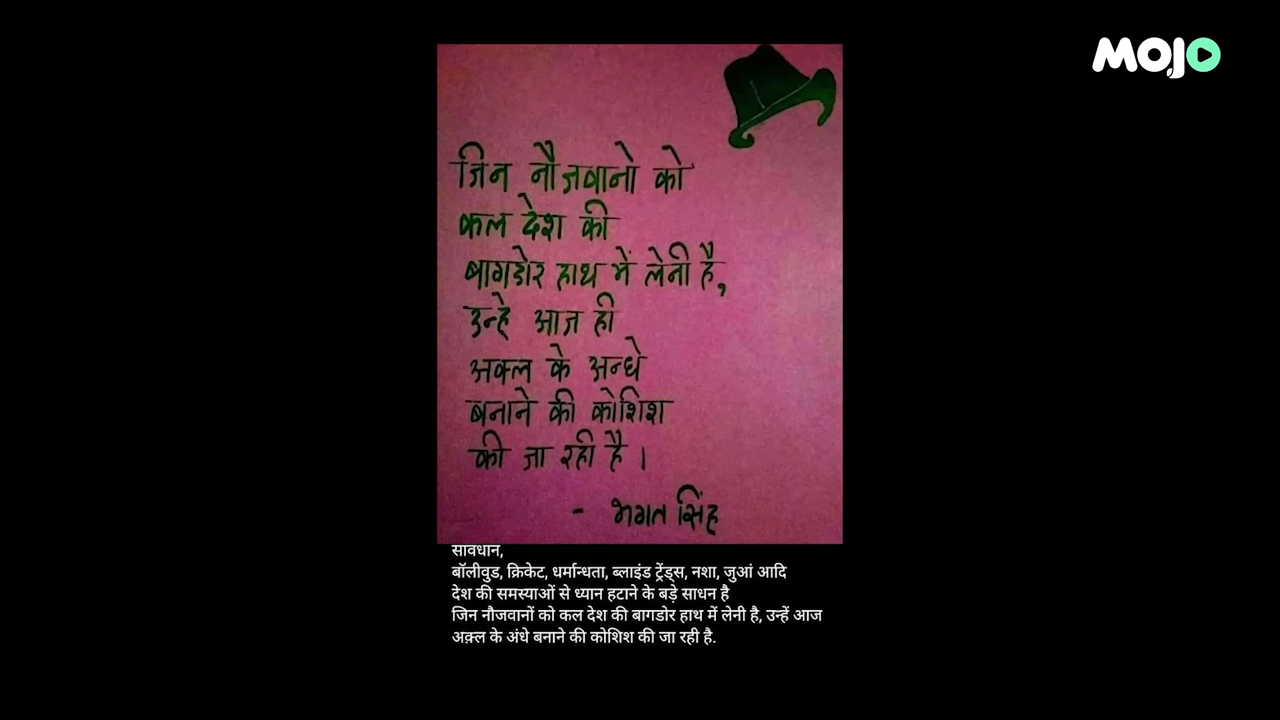 MOJO
जिन नौजवानो को
कल देश की
बागडोर हाथ में लेनी है,
उन्हे आज ही
अक्ल के अन्धे
बनाने की कोशिश
की जा रही है।
- भगत सिंह
सावधान,
बॉलीवुड, क्रिकेट, धर्मान्धता, ब्लाइंड ट्रेंड्स, नशा, जुआं आदि
देश की समस्याओं से ध्यान हटाने के बड़े साधन है
जिन नौजवानों को कल देश की बागडोर हाथ में लेनी है, उन्हें आज
अक़्ल के अंधे बनाने की कोशिश की जा रही है.